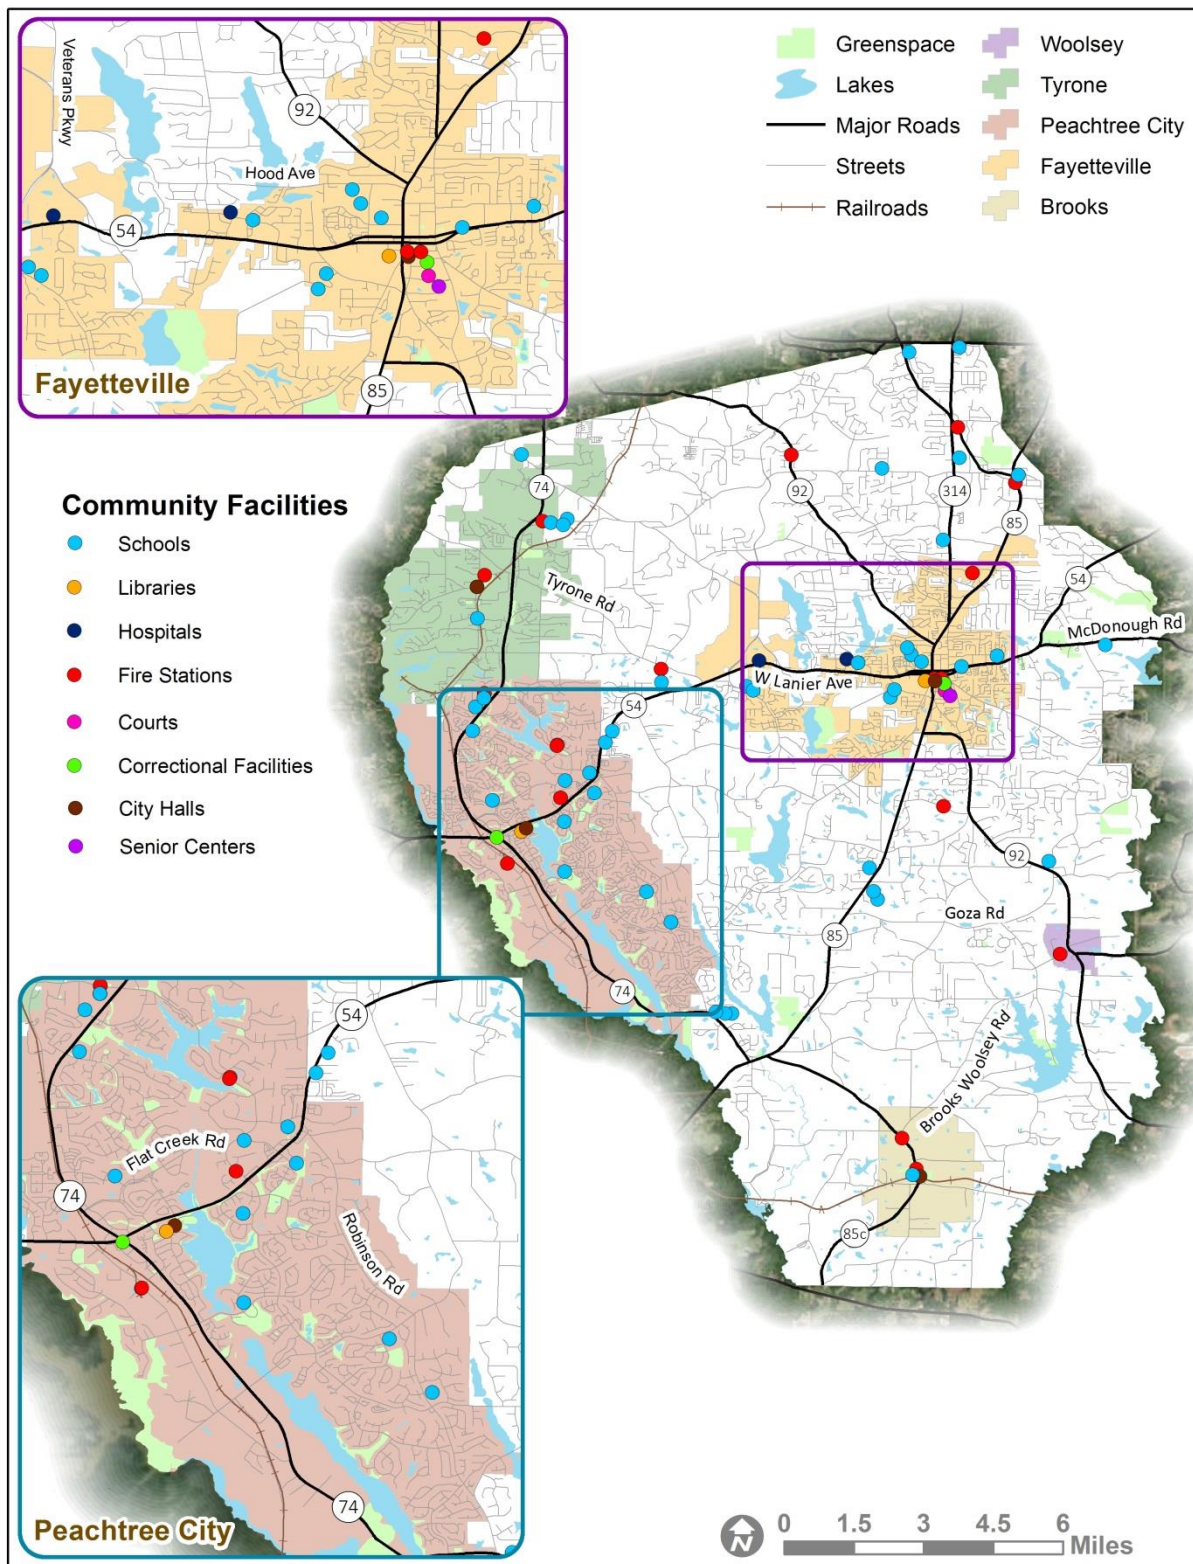 Veterans Pkwy
92
Hood Ave
54
85
Fayetteville
Greenspace
Lakes
Major Roads
Streets
Railroads
Woolsey
Tyrone
Peachtree City
Fayetteville
Brooks
Community Facilities
Schools
Libraries
Hospitals
Fire Stations
Courts
Correctional Facilities
City Halls
Senior Centers
74
92
314
85
54
Tyrone Rd
McDonough Rd
W Lanier Ave
54
92
Goza Rd
85
74
Brooks Woolsey Rd
85c
54
Flat Creek Rd
74
Robinson Rd
74
Peachtree City
N
0 1.5 3 4.5 6
Miles